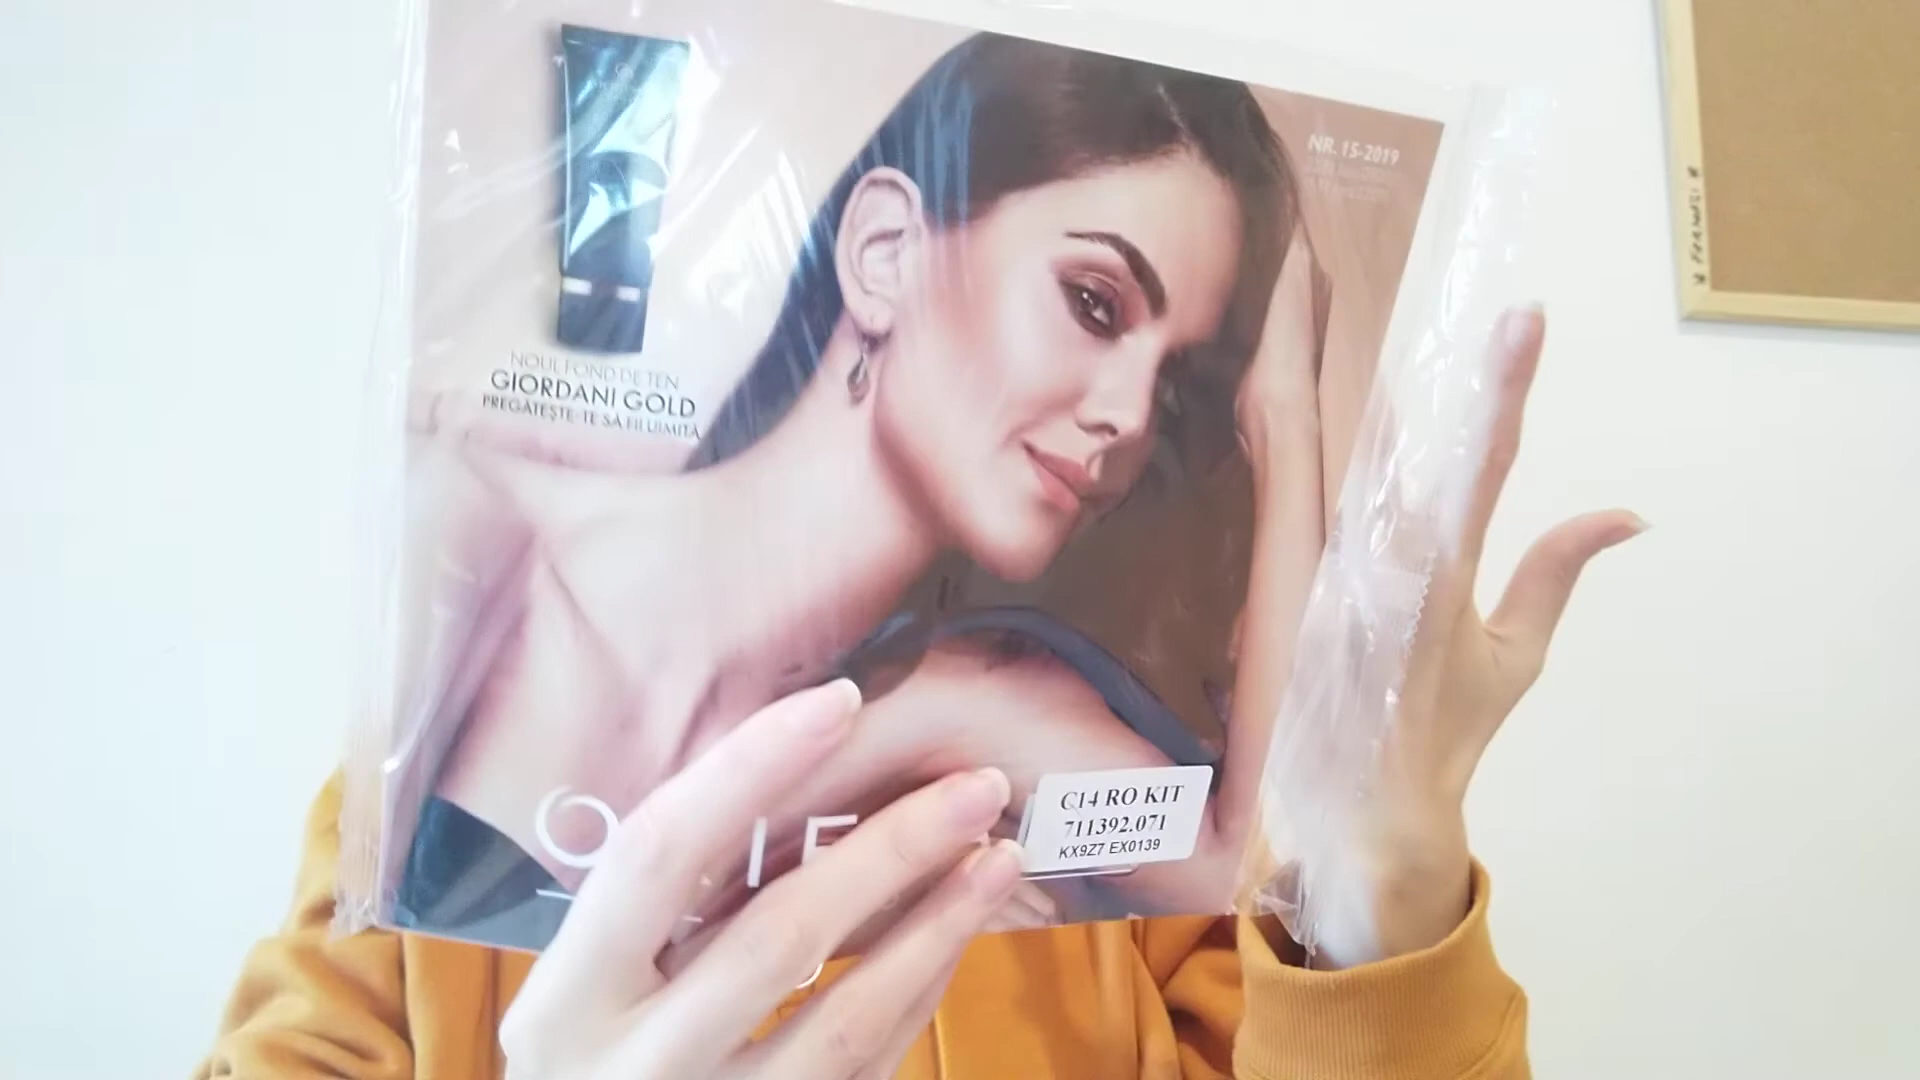 NR. 15-2019
NOUL FOND DE TEN
GIORDANI GOLD
PREGĂTEȘTE-TE SĂ FII UIMITĂ
C14 RO KIT
711392.071
KX9Z7 EX0139